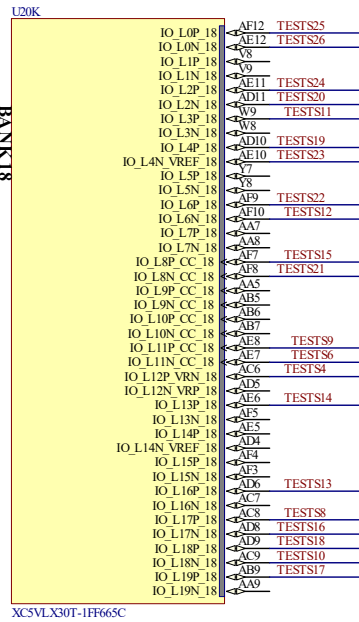 U20K
BANK18
IO_L0P_18 AF12 TESTS25
IO_L0N_18 AE12 TESTS26
IO_L1P_18 V8
IO_L1N_18 V9
IO_L2P_18 AE11 TESTS24
IO_L2N_18 AD11 TESTS20
IO_L3P_18 W9 TESTS11
IO_L3N_18 W8
IO_L4P_18 AD10 TESTS19
IO_L4N_VREF_18 AE10 TESTS23
IO_L5P_18 Y7
IO_L5N_18 Y8
IO_L6P_18 AF9 TESTS22
IO_L6N_18 AF10 TESTS12
IO_L7P_18 AA7
IO_L7N_18 AA8
IO_L8P_CC_18 AF7 TESTS15
IO_L8N_CC_18 AF8 TESTS21
IO_L9P_CC_18 AA5
IO_L9N_CC_18 AB5
IO_L10P_CC_18 AB6
IO_L10N_CC_18 AB7
IO_L11P_CC_18 AE8 TESTS9
IO_L11N_CC_18 AE7 TESTS6
IO_L12P_VRN_18 AC6 TESTS4
IO_L12N_VRP_18 AD5
IO_L13P_18 AE6 TESTS14
IO_L13N_18 AF5
IO_L14P_18 AE5
IO_L14N_VREF_18 AD4
IO_L15P_18 AF4
IO_L15N_18 AF3
IO_L16P_18 AD6 TESTS13
IO_L16N_18 AC7
IO_L17P_18 AC8 TESTS8
IO_L17N_18 AD8 TESTS16
IO_L18P_18 AD9 TESTS18
IO_L18N_18 AC9 TESTS10
IO_L19P_18 AB9 TESTS17
IO_L19N_18 AA9
XC5VLX30T-1FF665C